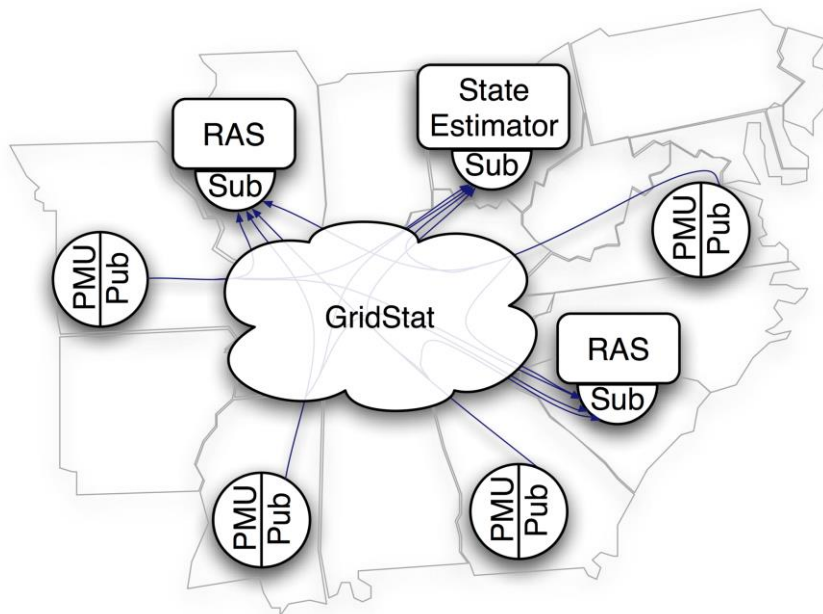 State
Estimator
Sub
RAS
Sub
PMU
Pub
PMU
Pub
GridStat
RAS
Sub
PMU
Pub
PMU
Pub